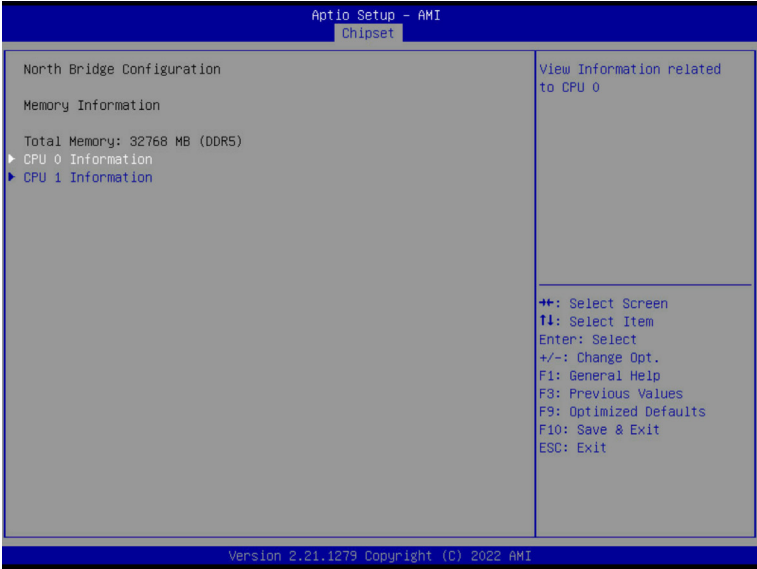 Aptio Setup – AMI
Chipset
North Bridge Configuration
Memory Information
Total Memory: 32768 MB (DDR5)
CPU 0 Information
CPU 1 Information
View Information related
to CPU 0
→←: Select Screen
↑↓: Select Item
Enter: Select
+/-: Change Opt.
F1: General Help
F3: Previous Values
F9: Optimized Defaults
F10: Save & Exit
ESC: Exit
Version 2.21.1279 Copyright (C) 2022 AMI